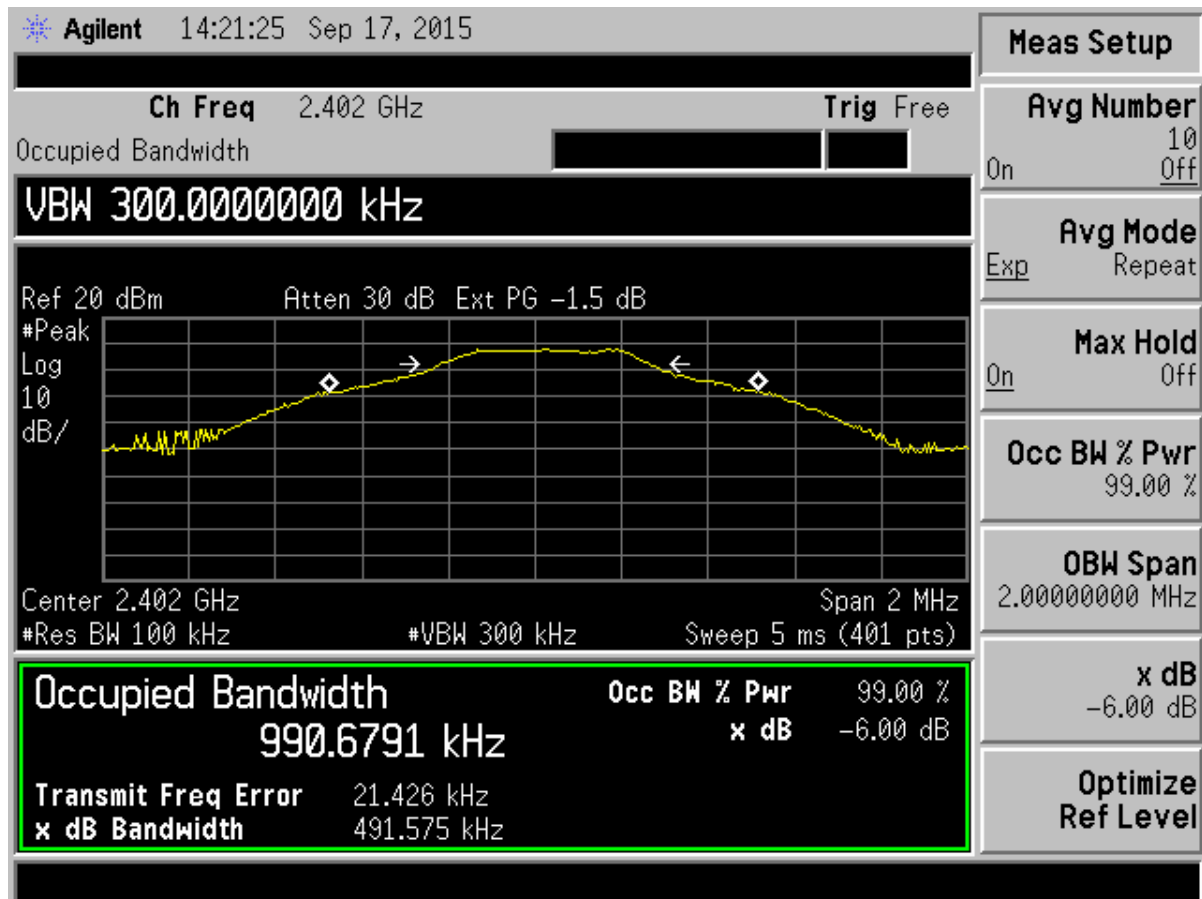 Agilent 14:21:25 Sep 17, 2015
Meas Setup
Ch Freq 2.402 GHz Trig Free
Occupied Bandwidth
VBW 300.0000000 kHz
Ref 20 dBm Atten 30 dB Ext PG -1.5 dB
#Peak
Log
10
dB/
Center 2.402 GHz Span 2 MHz
#Res BW 100 kHz #VBW 300 kHz Sweep 5 ms (401 pts)
Occupied Bandwidth
990.6791 kHz
Occ BW % Pwr 99.00 %
x dB -6.00 dB
Transmit Freq Error 21.426 kHz
x dB Bandwidth 491.575 kHz
Avg Number
10
On Off
Avg Mode
Exp Repeat
Max Hold
On Off
Occ BW % Pwr
99.00 %
OBW Span
2.00000000 MHz
x dB
-6.00 dB
Optimize
Ref Level